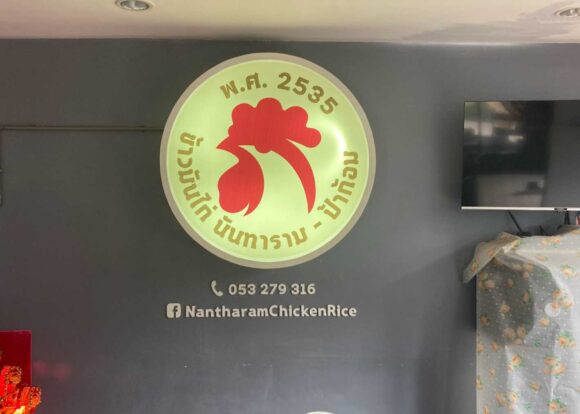 พ.ศ. 2535
ข้าวมันไก่ นันทาราม - ป้าก้อม
053 279 316
NantharamChickenRice